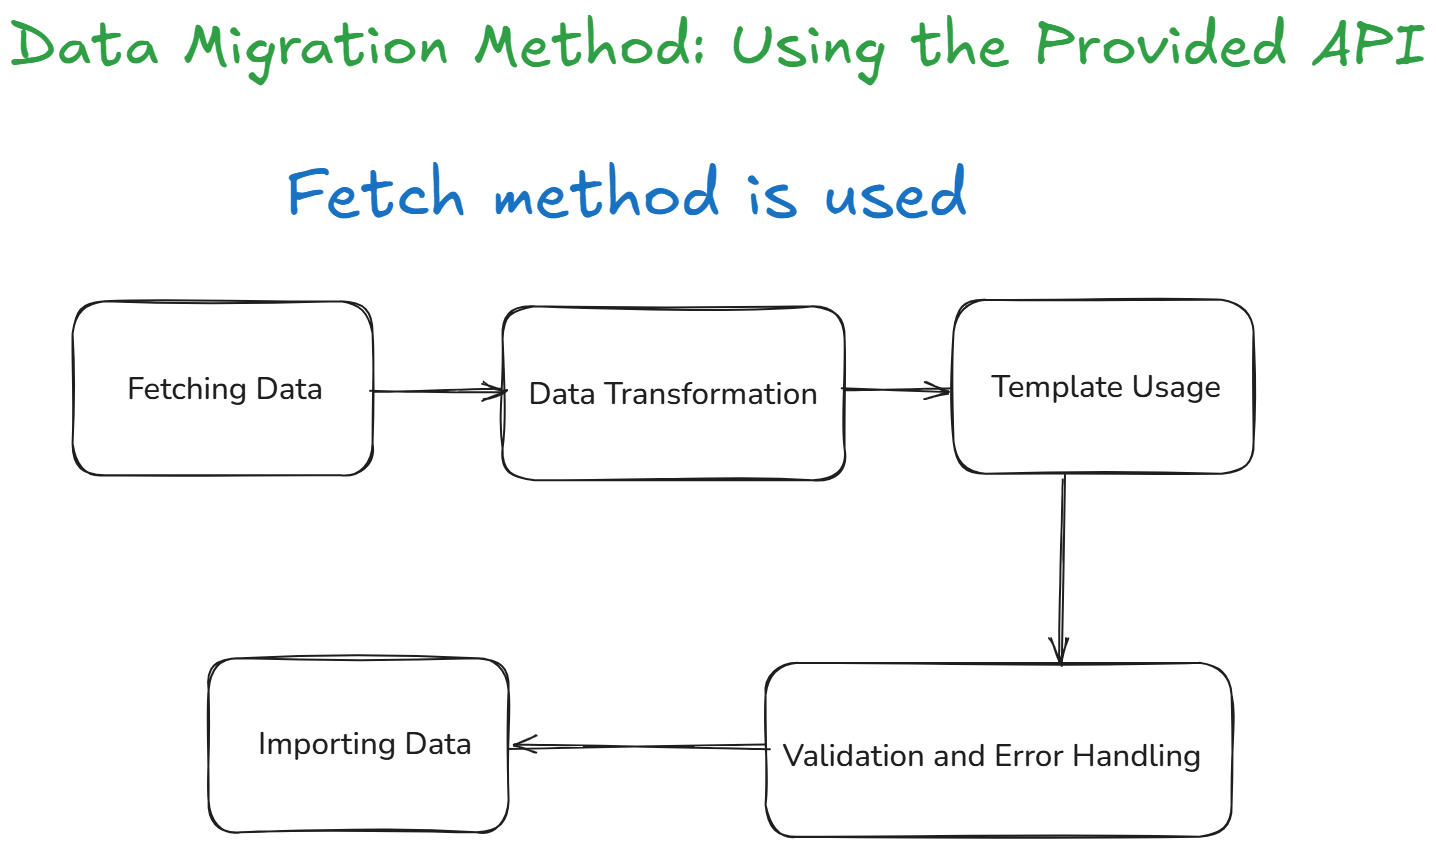 Data Migration Method: Using the Provided API
Fetch method is used
Fetching Data
Data Transformation
Template Usage
Importing Data
Validation and Error Handling